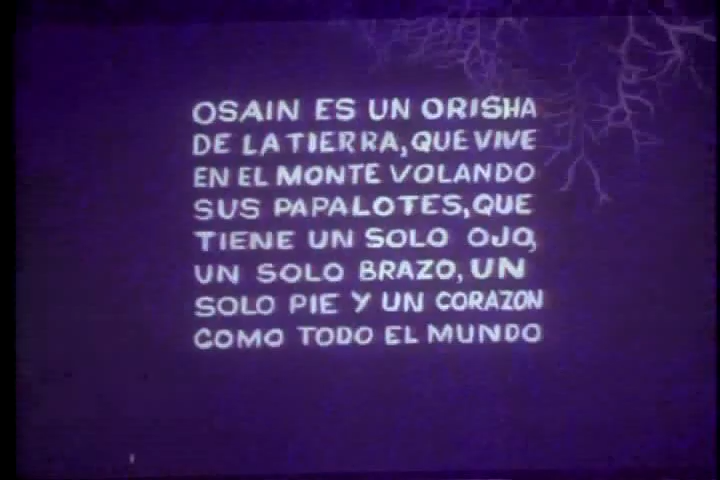 OSAIN ES UN ORISHA
DE LA TIERRA, QUE VIVE
EN EL MONTE VOLANDO
SUS PAPALOTES, QUE
TIENE UN SOLO OJO,
UN SOLO BRAZO, UN
SOLO PIE Y UN CORAZON
COMO TODO EL MUNDO